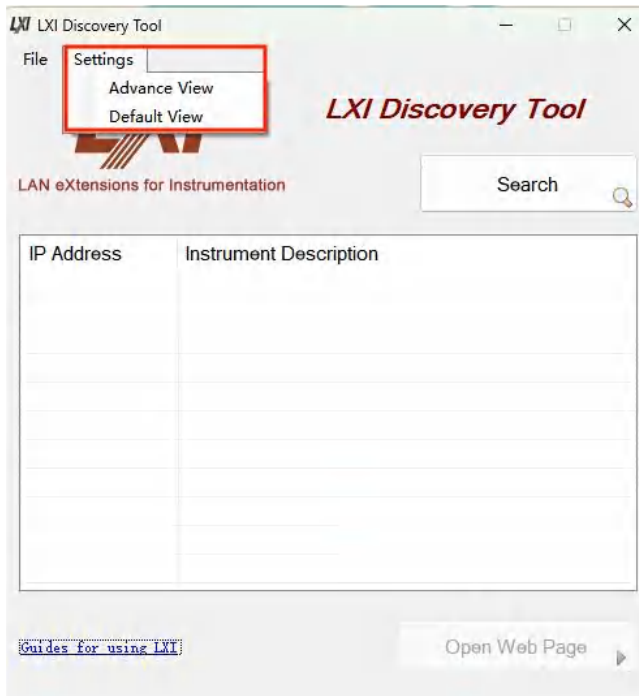 LXI LXI Discovery Tool
File Settings
Advance View
Default View
LXI Discovery Tool
LAN eXtensions for Instrumentation
Search
IP Address Instrument Description
Guides for using LXI
Open Web Page